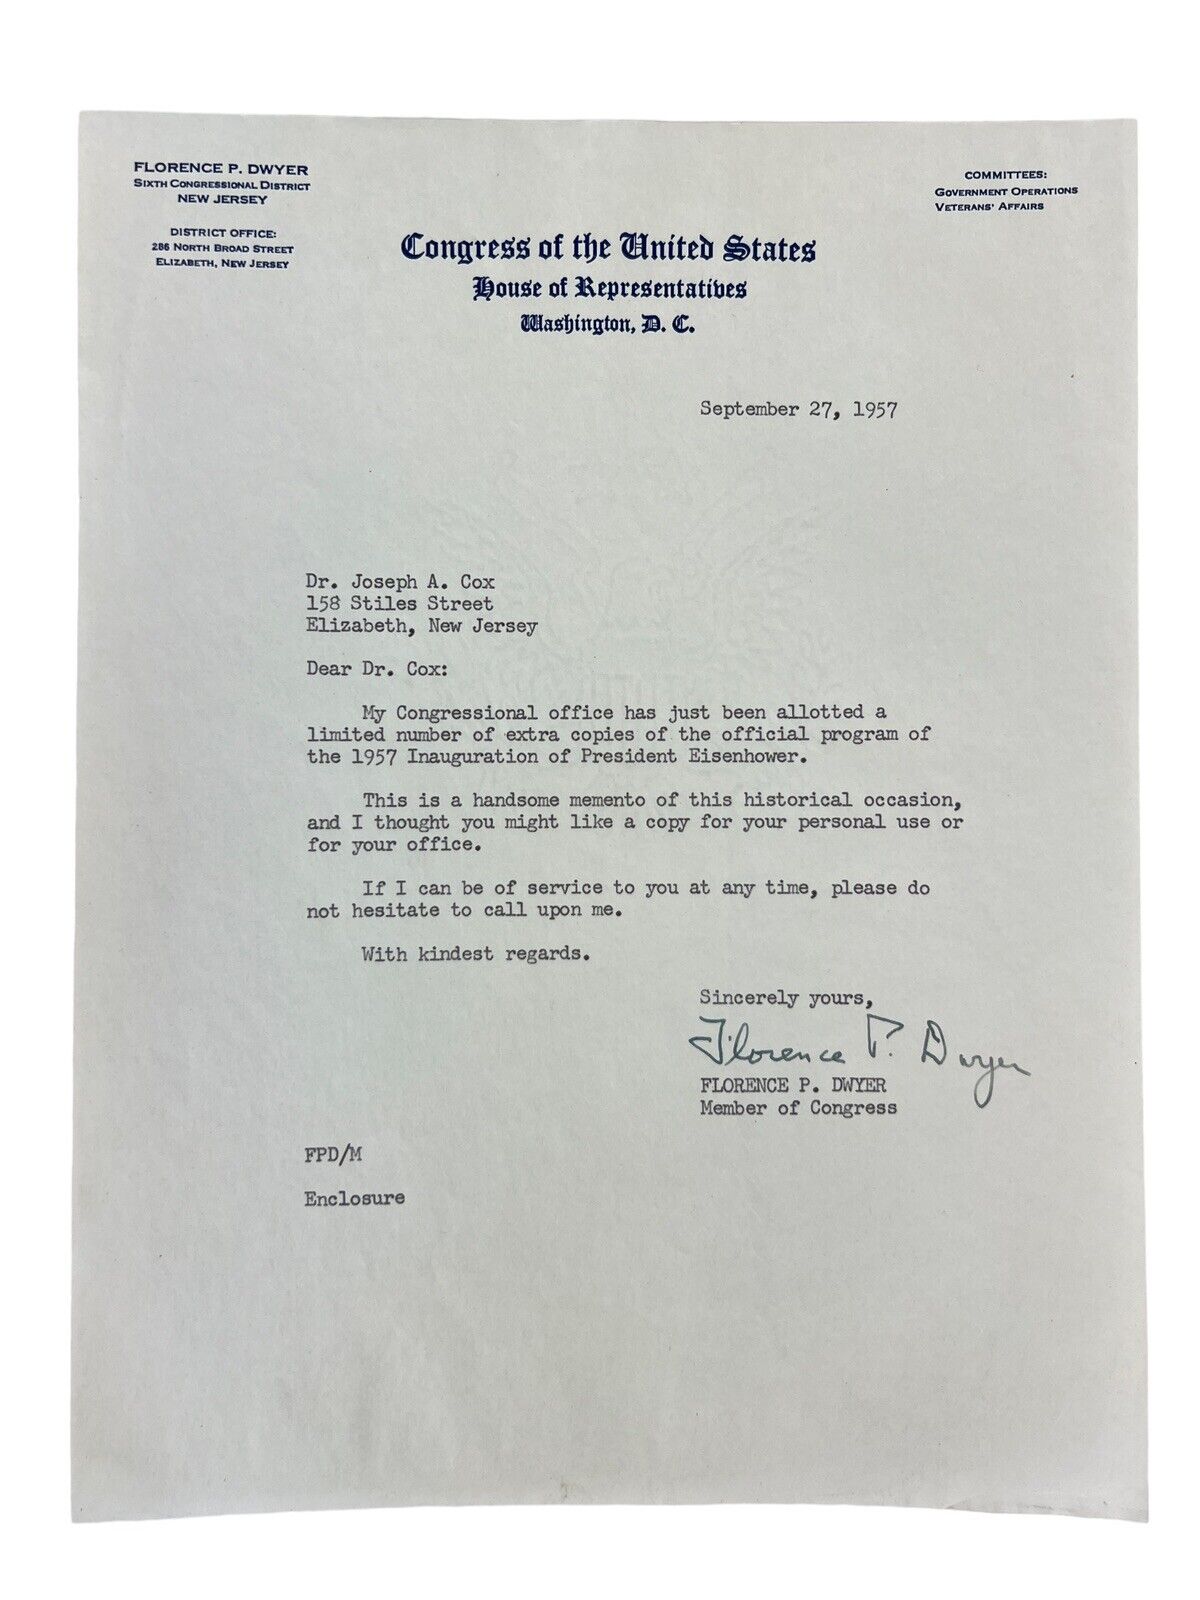 FLORENCE P. DWYER
SIXTH CONGRESSIONAL DISTRICT
NEW JERSEY
DISTRICT OFFICE:
286 NORTH BROAD STREET
ELIZABETH, NEW JERSEY
COMMITTEES:
GOVERNMENT OPERATIONS
VETERANS' AFFAIRS
Congress of the United States
House of Representatives
Washington, D. C.
September 27, 1957
Dr. Joseph A. Cox
158 Stiles Street
Elizabeth, New Jersey
Dear Dr. Cox:
My Congressional office has just been allotted a
limited number of extra copies of the official program of
the 1957 Inauguration of President Eisenhower.
This is a handsome memento of this historical occasion,
and I thought you might like a copy for your personal use or
for your office.
If I can be of service to you at any time, please do
not hesitate to call upon me.
With kindest regards.
Sincerely yours,
Florence P. Dwyer
FLORENCE P. DWYER
Member of Congress
FPD/M
Enclosure